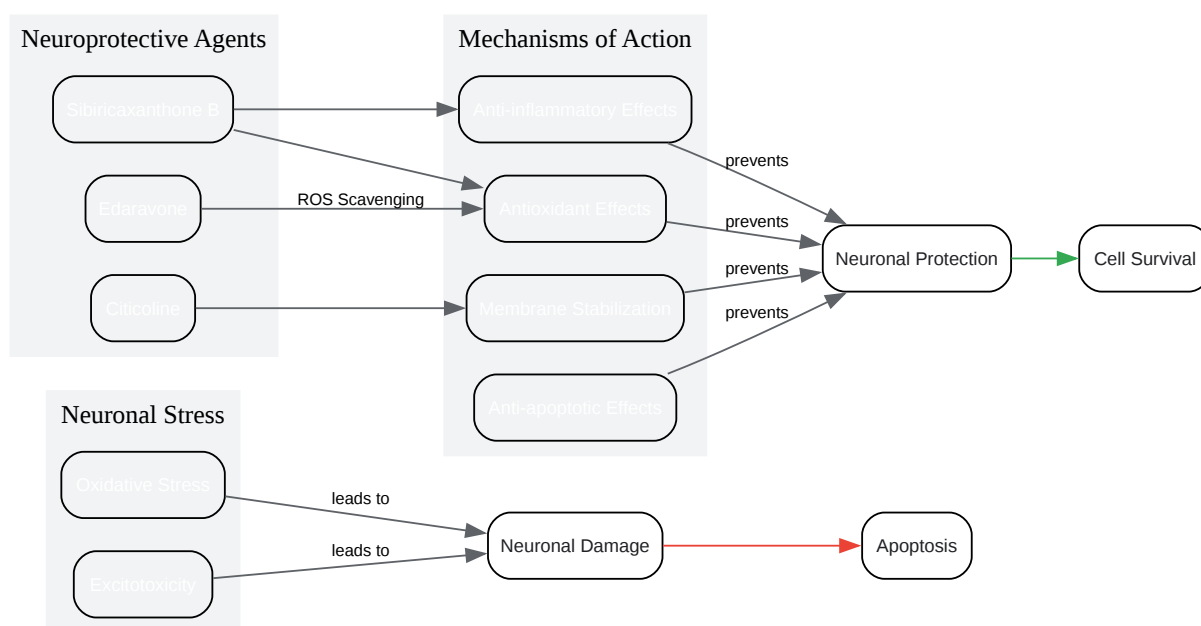 Neuroprotective Agents
Sibiricaxanthone B
Edaravone
Citicoline
ROS Scavenging
Mechanisms of Action
Anti-inflammatory Effects
Antioxidant Effects
Membrane Stabilization
Anti-apoptotic Effects
prevents
prevents
prevents
prevents
Neuronal Protection
Cell Survival
Neuronal Stress
Oxidative Stress
Excitotoxicity
leads to
leads to
Neuronal Damage
Apoptosis